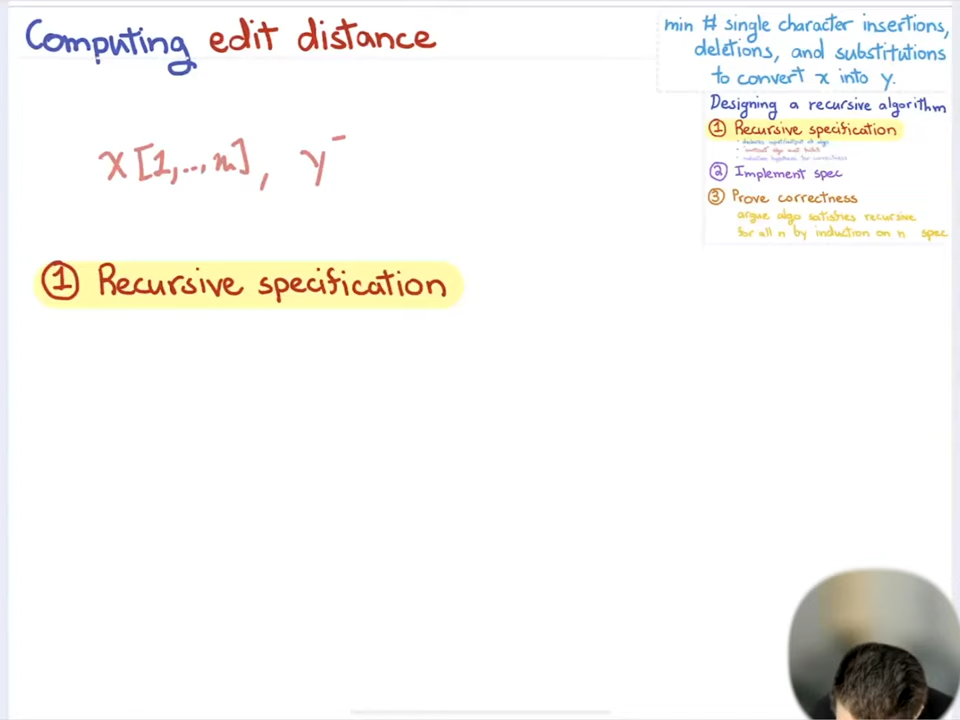 Computing edit distance
min # single character insertions,
deletions, and substitutions
to convert x into y.
Designing a recursive algorithm
① Recursive specification
② Implement spec
③ Prove correctness
argue algo satisfies recursive
for all n by induction on n spec
x[1,..,m], y
① Recursive specification